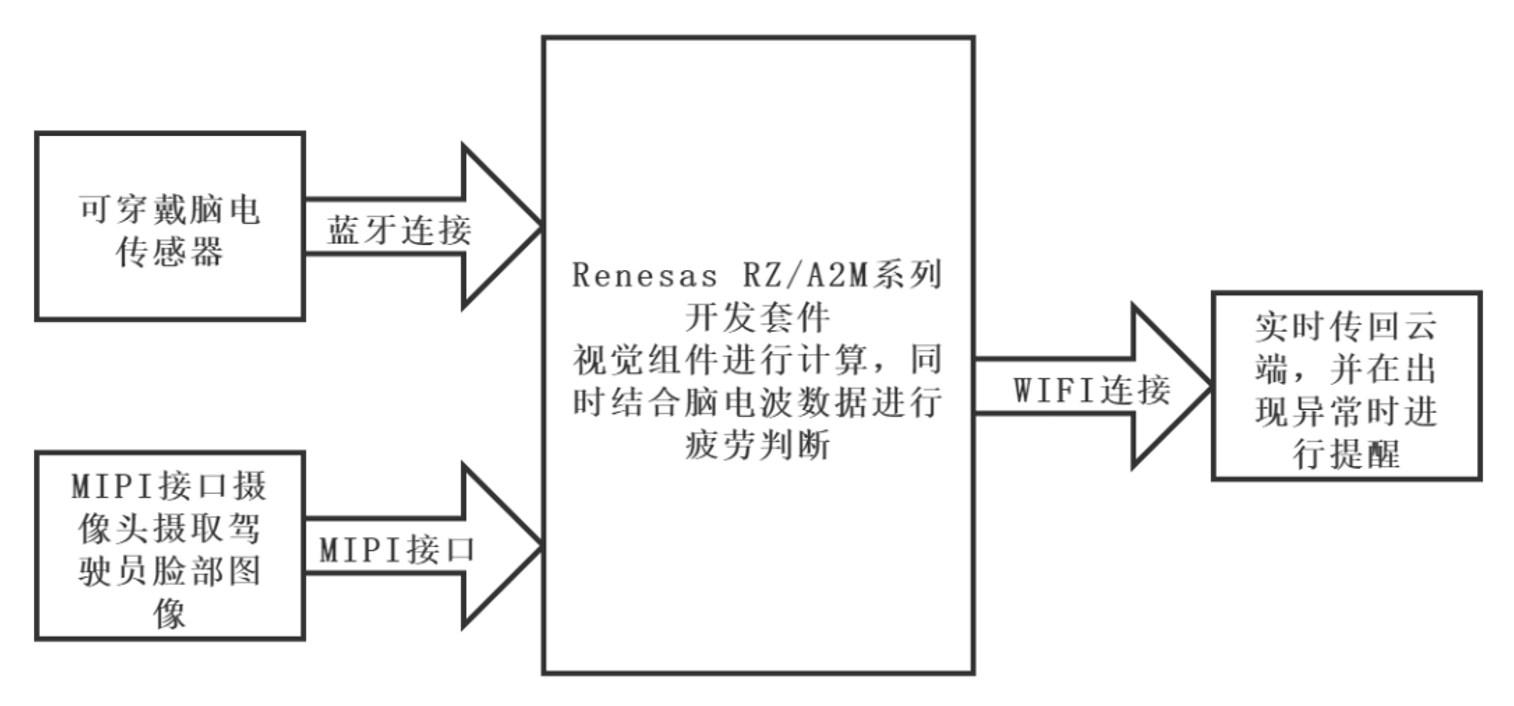 可穿戴脑电
传感器
蓝牙连接
MIPI接口摄
像头摄取驾
驶员脸部图
像
MIPI接口
Renesas RZ/A2M系列
开发套件
视觉组件进行计算，同
时结合脑电波数据进行
疲劳判断
WIFI连接
实时传回云
端，并在出
现异常时进
行提醒